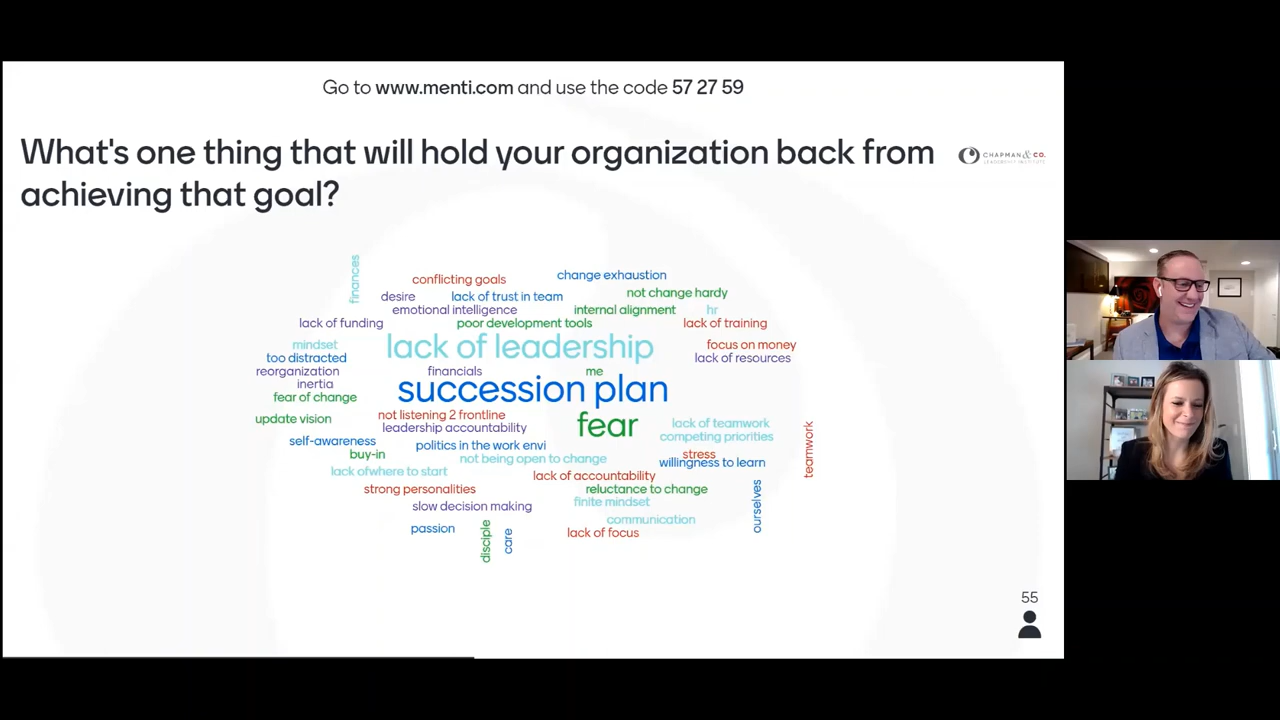 Go to www.menti.com and use the code 57 27 59
What's one thing that will hold your organization back from
achieving that goal?
CHAPMAN & CO.
LEADERSHIP INSTITUTE
finances
conflicting goals
change exhaustion
desire
lack of trust in team
not change hardy
emotional intelligence
internal alignment
hr
lack of funding
poor development tools
lack of training
mindset
lack of leadership
focus on money
too distracted
lack of resources
reorganization
financials
me
inertia
succession plan
fear of change
update vision
not listening 2 frontline
fear
lack of teamwork
leadership accountability
competing priorities
self-awareness
politics in the work envi
buy-in
not being open to change
stress
willingness to learn
teamwork
lack ofwhere to start
lack of accountability
strong personalities
reluctance to change
slow decision making
finite mindset
ourselves
passion
communication
disciple
care
lack of focus
55